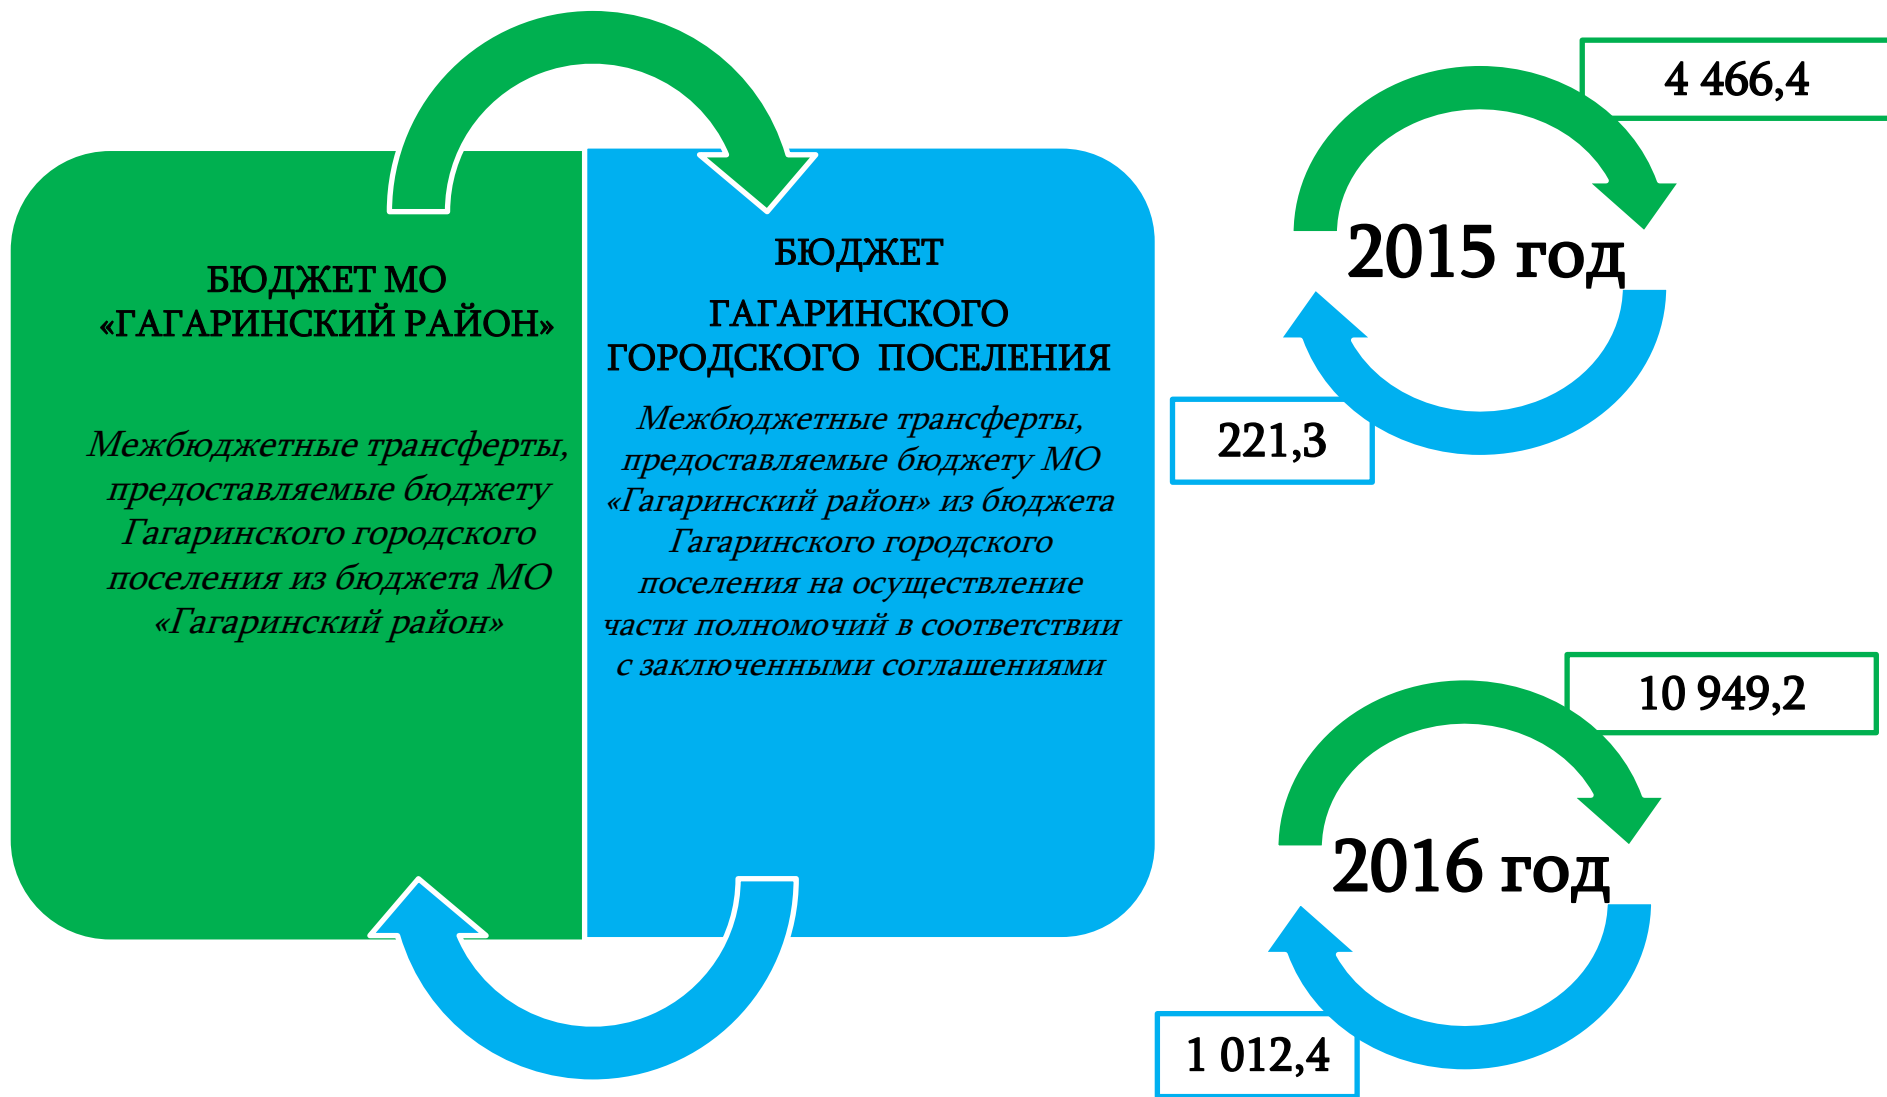 БЮДЖЕТ МО
«ГАГАРИНСКИЙ РАЙОН»
Межбюджетные трансферты,
предоставляемые бюджету
Гагаринского городского
поселения из бюджета МО
«Гагаринский район»
БЮДЖЕТ
ГАГАРИНСКОГО
ГОРОДСКОГО ПОСЕЛЕНИЯ
Межбюджетные трансферты,
предоставляемые бюджету МО
«Гагаринский район» из бюджета
Гагаринского городского
поселения на осуществление
части полномочий в соответствии
с заключенными соглашениями
4 466,4
2015 год
221,3
10 949,2
2016 год
1 012,4